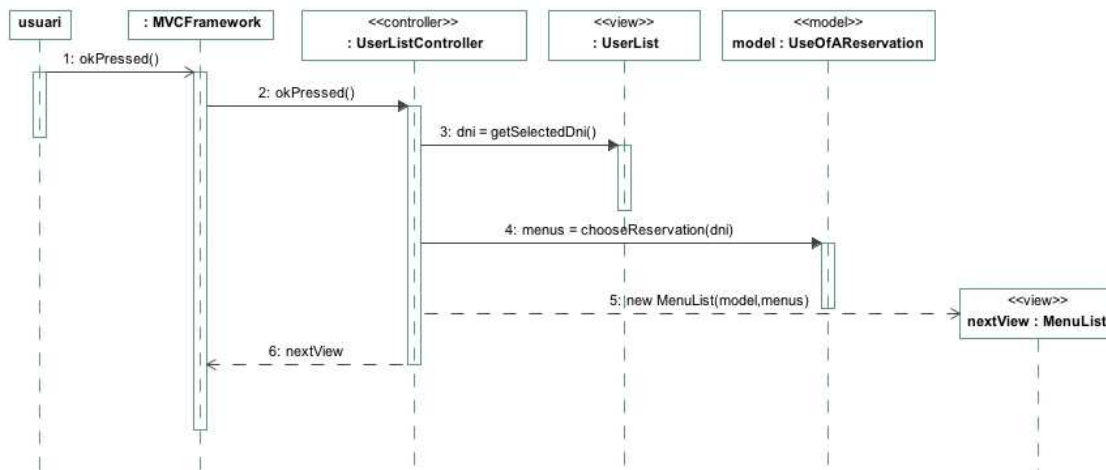 usuari
: MVCFramework
<<controller>>
: UserListController
<<view>>
: UserList
<<model>>
model : UseOfAReservation
1: okPressed()
2: okPressed()
3: dni = getSelectedDni()
4: menus = chooseReservation(dni)
5: new MenuList(model,menus)
<<view>>
nextView : MenuList
6: nextView